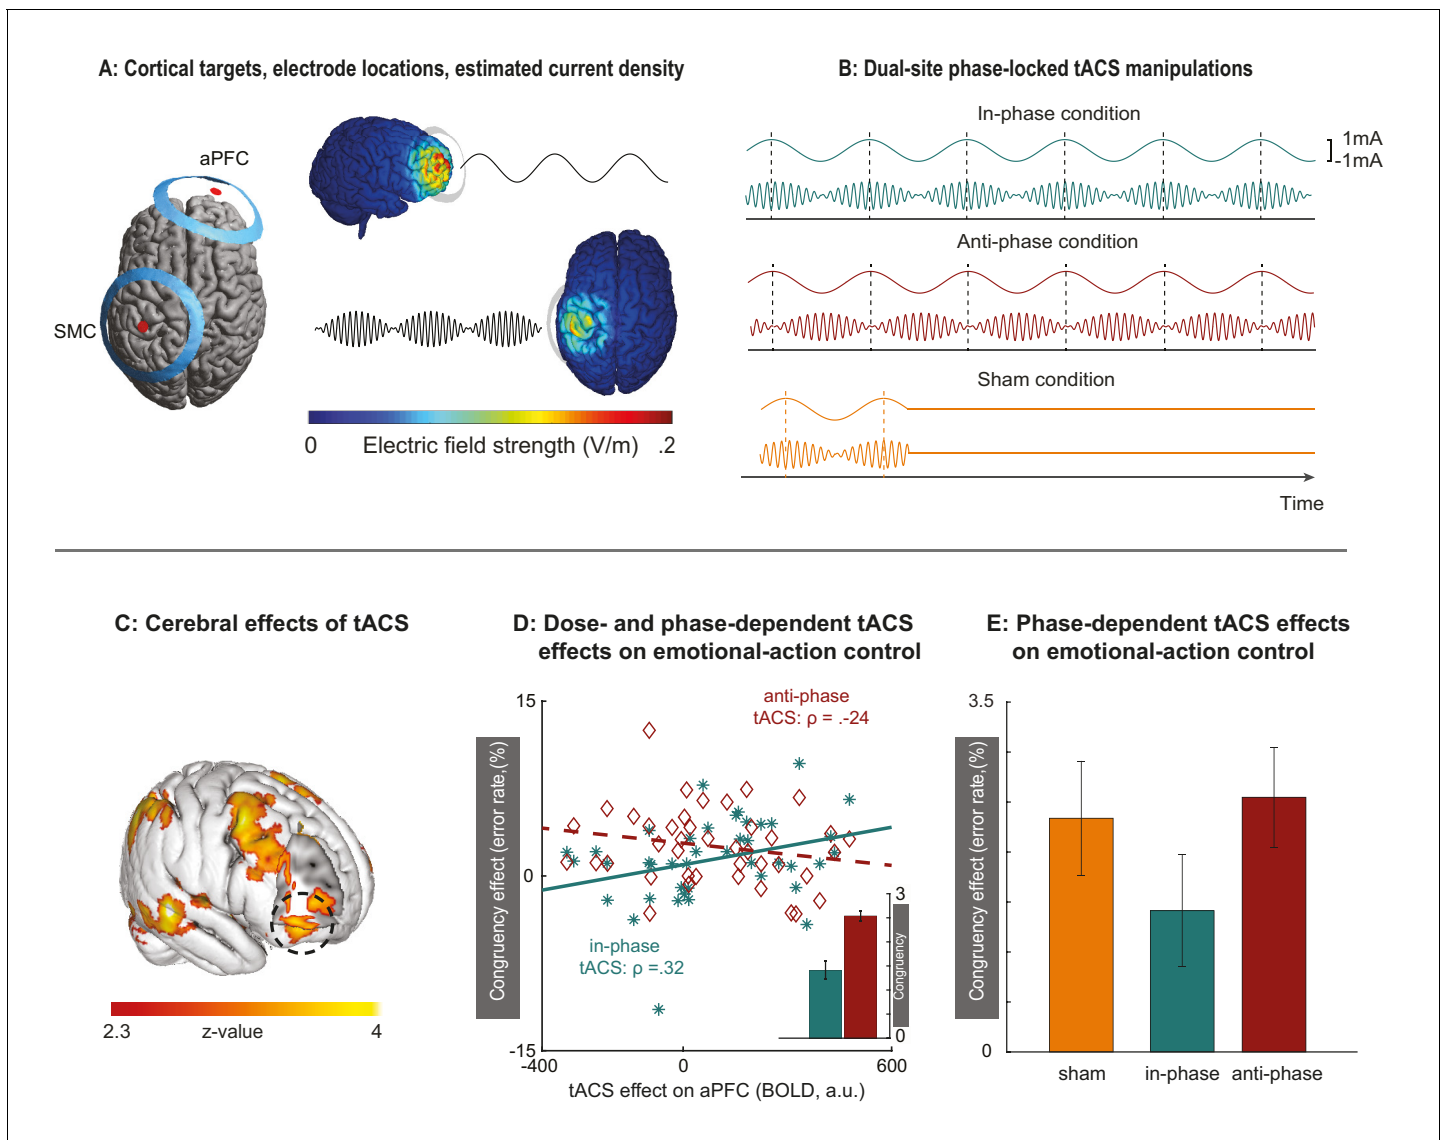 A: Cortical targets, electrode locations, estimated current density
aPFC
SMC
0 Electric field strength (V/m) .2
B: Dual-site phase-locked tACS manipulations
In-phase condition
1mA
-1mA
Anti-phase condition
Sham condition
Time
C: Cerebral effects of tACS
2.3 z-value 4
D: Dose- and phase-dependent tACS
effects on emotional-action control
15
0
-15
Congruency effect (error rate,(%)
anti-phase
tACS: ρ = .-24
in-phase
tACS: ρ =.32
3
Congruency
0
-400 0 600
tACS effect on aPFC (BOLD, a.u.)
E: Phase-dependent tACS effects
on emotional-action control
3.5
Congruency effect (error rate,(%)
0
sham in-phase anti-phase